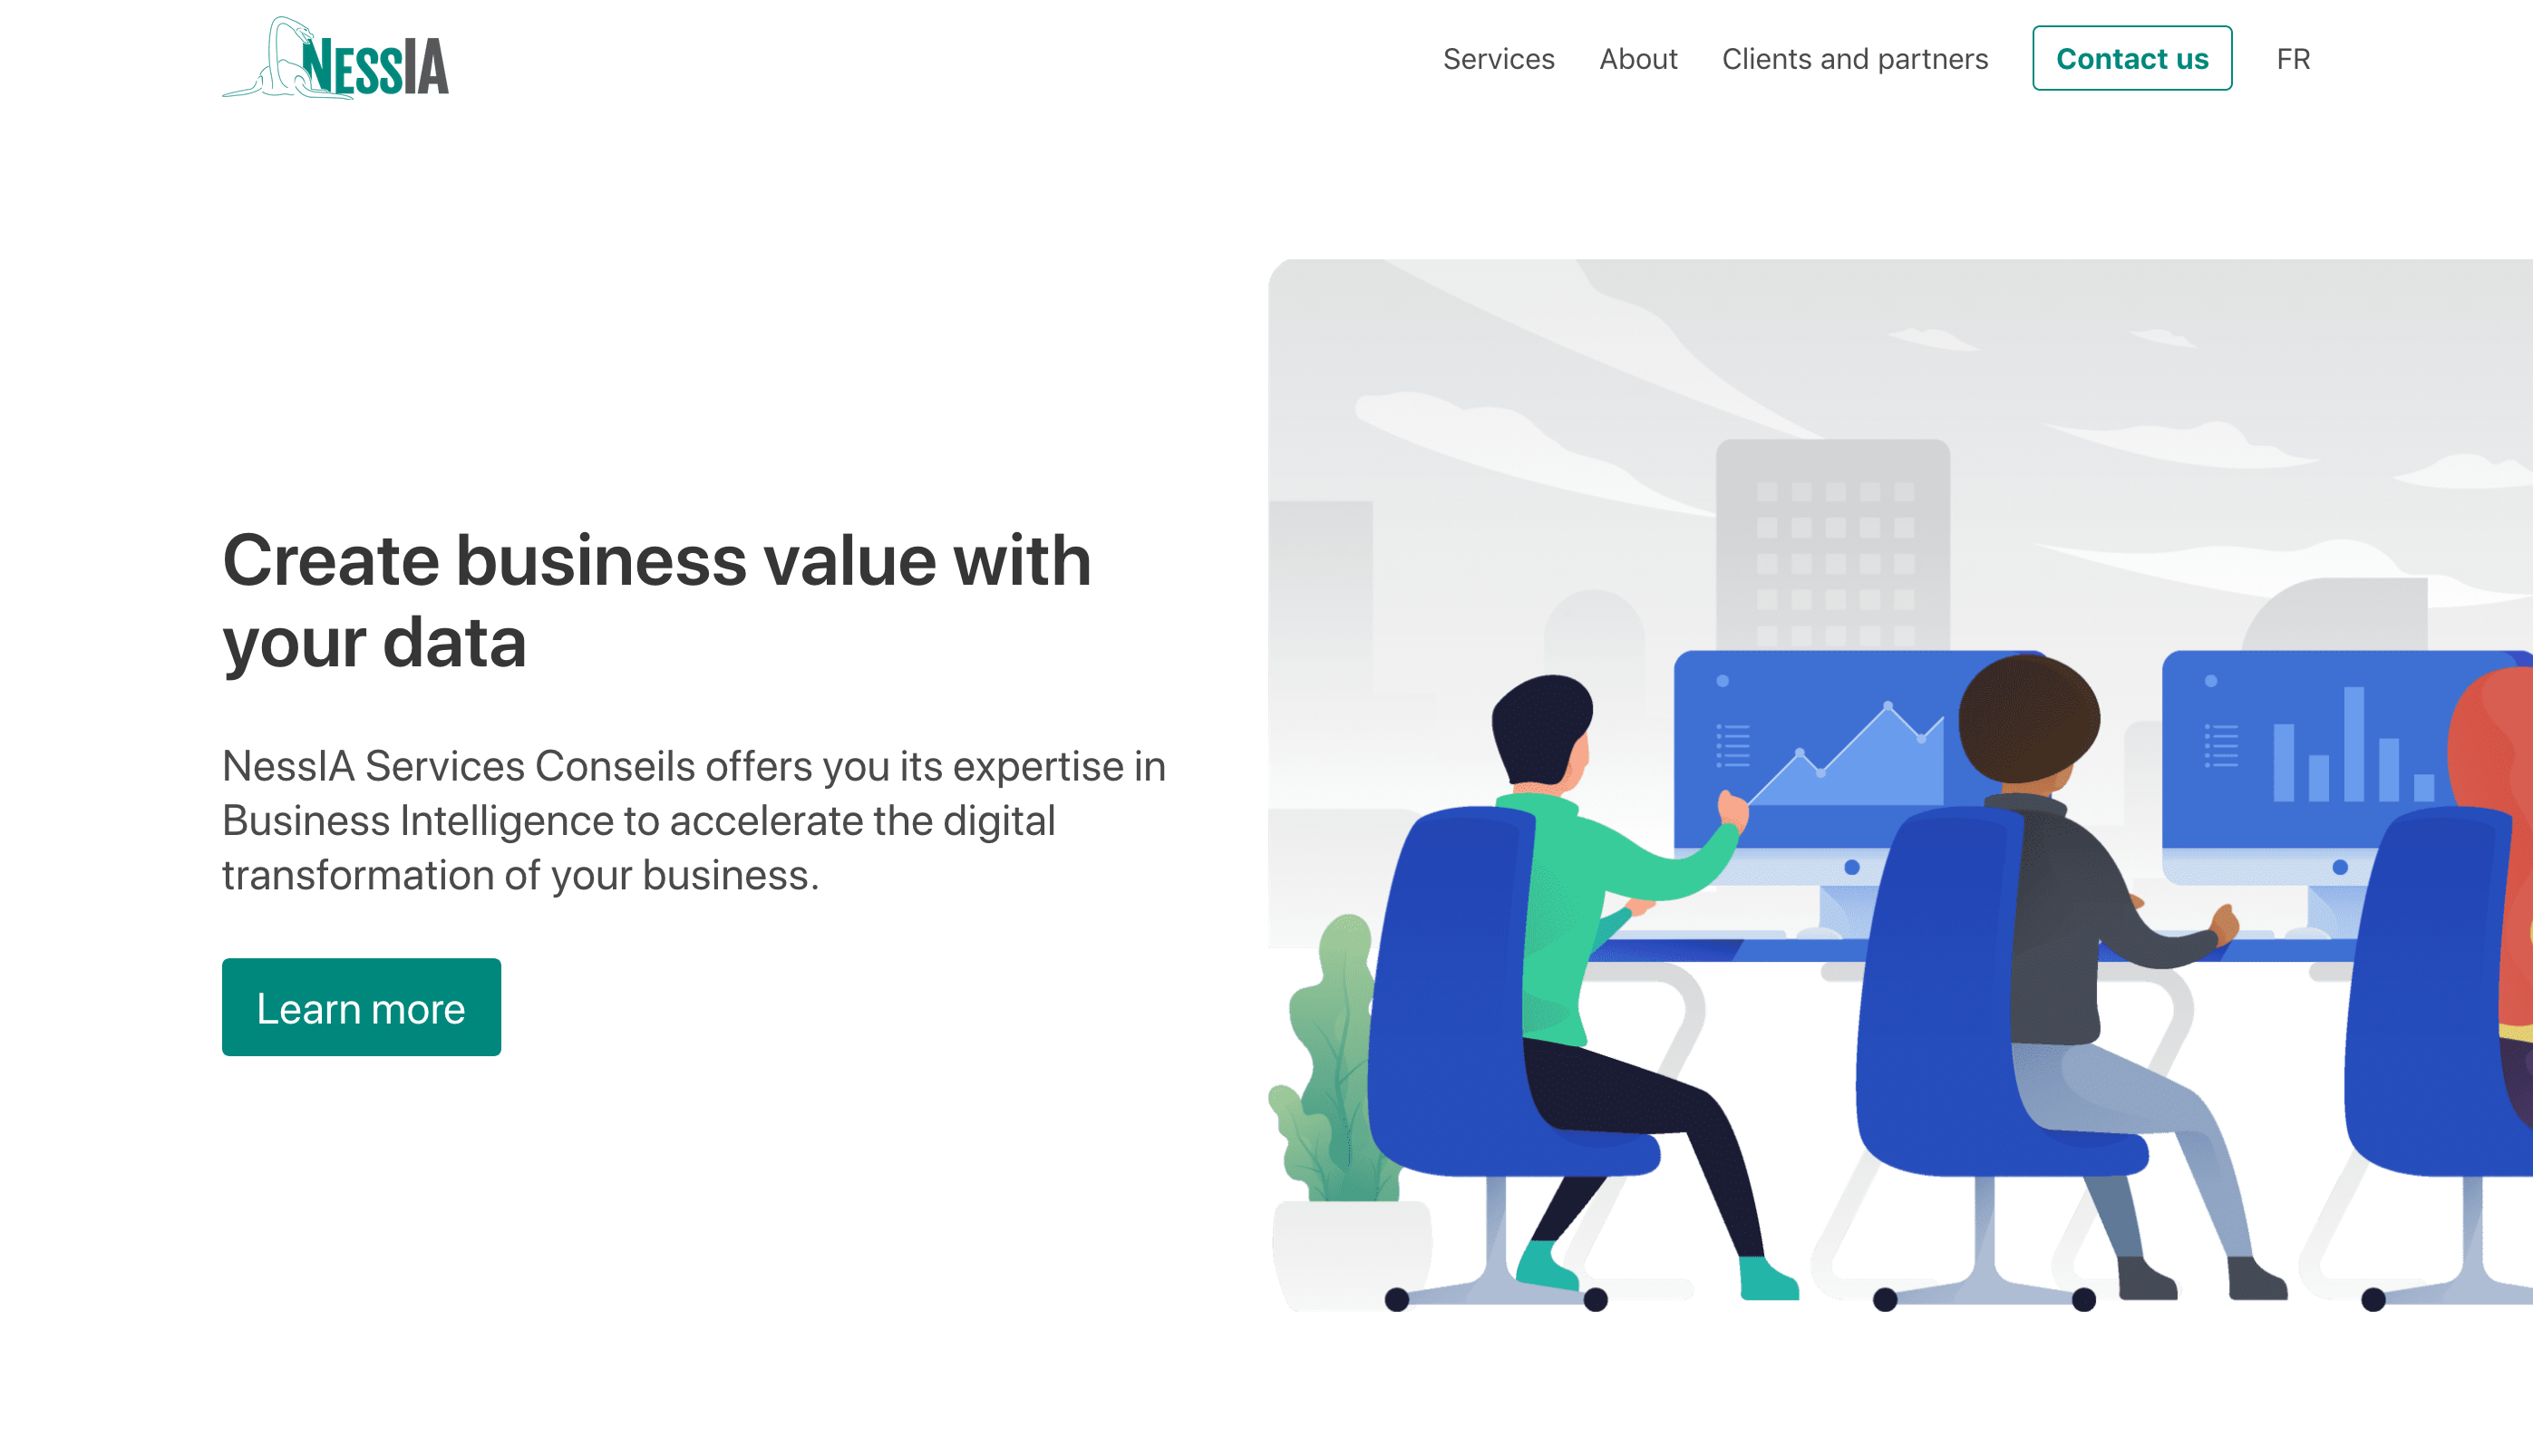 NessIA
Services
About
Clients and partners
Contact us
FR
Create business value with
your data
NessIA Services Conseils offers you its expertise in
Business Intelligence to accelerate the digital
transformation of your business.
Learn more